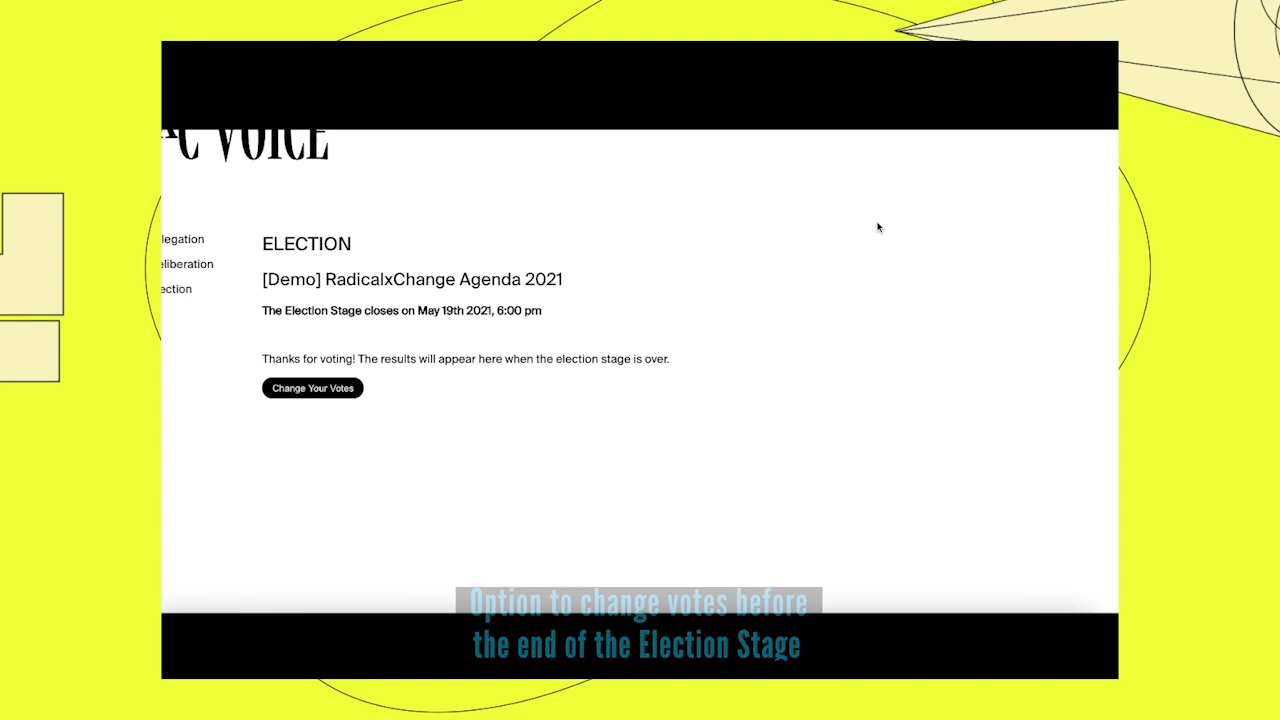 VOICE
legation
eliberation
ection
ELECTION
[Demo] RadicalxChange Agenda 2021
The Election Stage closes on May 19th 2021, 6:00 pm
Thanks for voting! The results will appear here when the election stage is over.
Change Your Votes
Option to change votes before
the end of the Election Stage